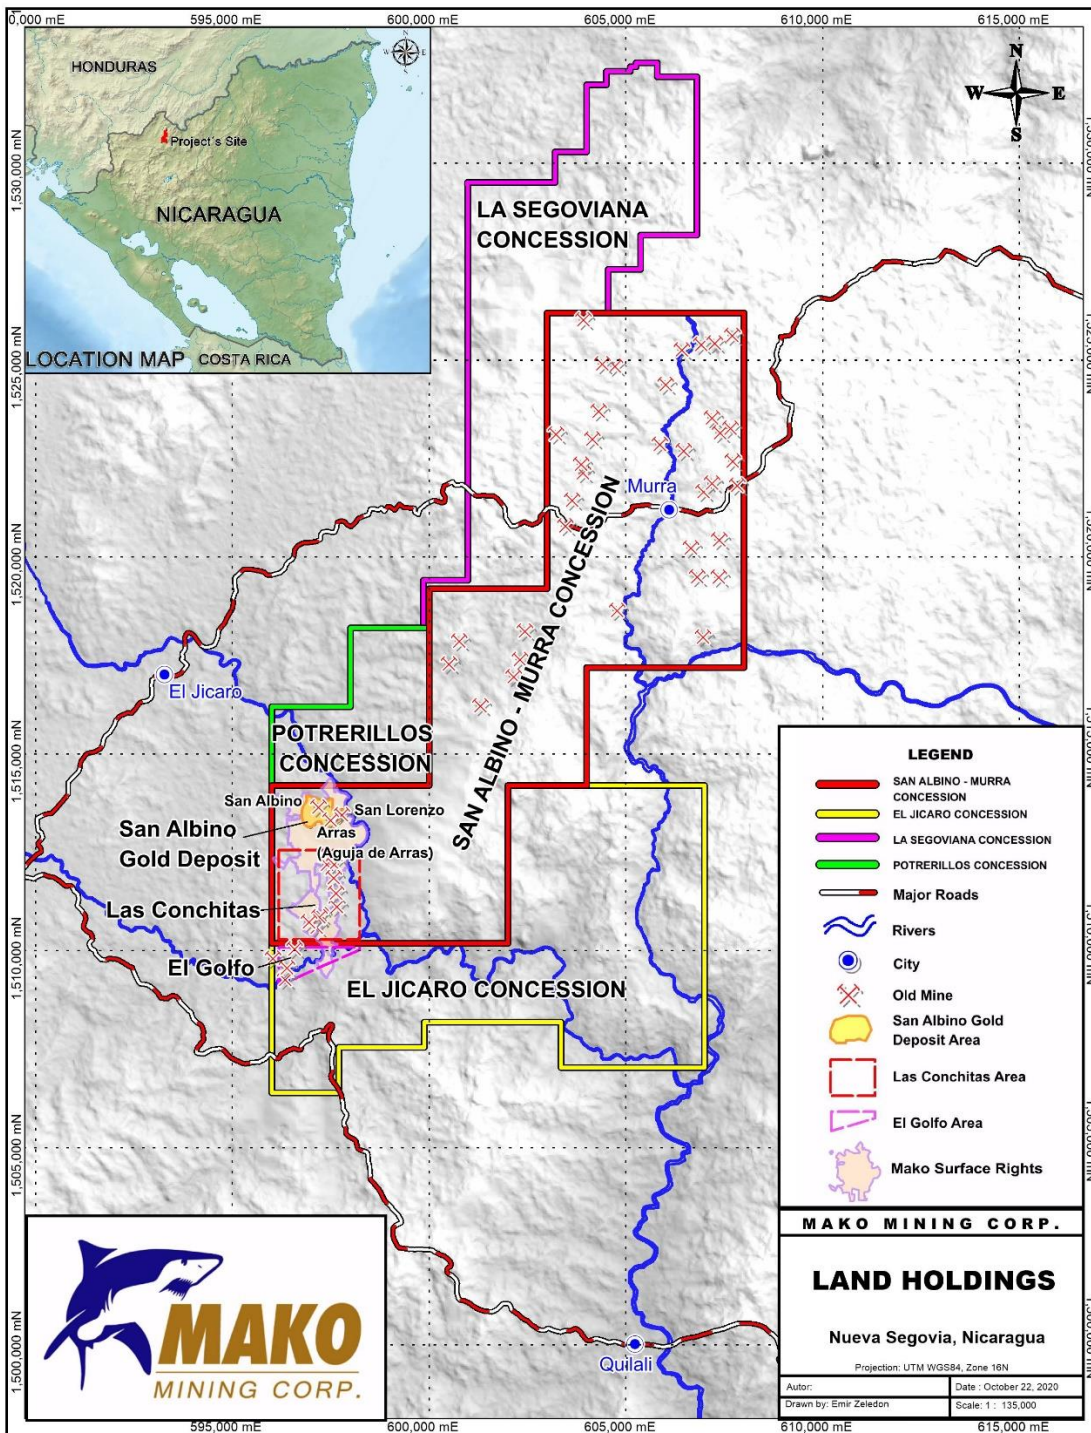 0,000 mE
595,000 mE
600,000 mE
605,000 mE
610,000 mE
615,000 mE
HONDURAS
N
W
E
S
Project´s Site
NICARAGUA
LOCATION MAP
COSTA RICA
N
W
E
S
1,530,000 mN
1,525,000 mN
1,520,000 mN
1,515,000 mN
1,510,000 mN
1,505,000 mN
1,500,000 mN
LA SEGOVIANA
CONCESSION
Murra
SAN ALBINO - MURRA CONCESSION
El Jicaro
POTRERILLOS
CONCESSION
San Albino
San Lorenzo
San Albino
Gold Deposit
Arras
(Aguja de Arras)
Las Conchitas
El Golfo
EL JICARO CONCESSION
Quilali
LEGEND
SAN ALBINO - MURRA
CONCESSION
EL JICARO CONCESSION
LA SEGOVIANA CONCESSION
POTRERILLOS CONCESSION
Major Roads
Rivers
City
Old Mine
San Albino Gold
Deposit Area
Las Conchitas Area
El Golfo Area
Mako Surface Rights
MAKO MINING CORP.
LAND HOLDINGS
Nueva Segovia, Nicaragua
Projection: UTM WGS84, Zone 16N
Autor:
Date : October 22, 2020
Drawn by: Emir Zeledon
Scale: 1 : 135,000
MAKO
MINING CORP.
595,000 mE
600,000 mE
605,000 mE
610,000 mE
615,000 mE